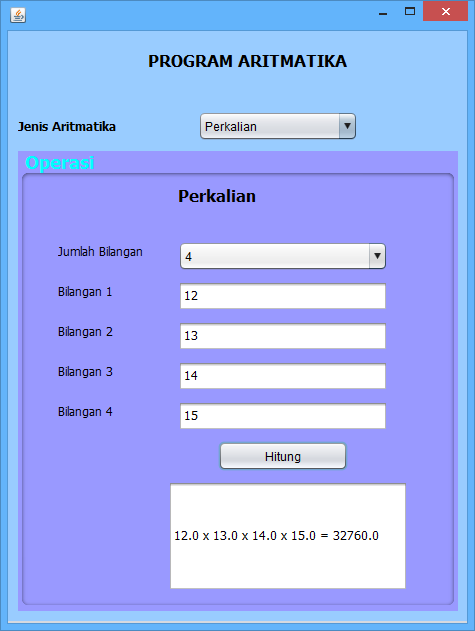 PROGRAM ARITMATIKA
Jenis Aritmatika Perkalian
Operasi
Perkalian
Jumlah Bilangan 4
Bilangan 1 12
Bilangan 2 13
Bilangan 3 14
Bilangan 4 15
Hitung
12.0 x 13.0 x 14.0 x 15.0 = 32760.0